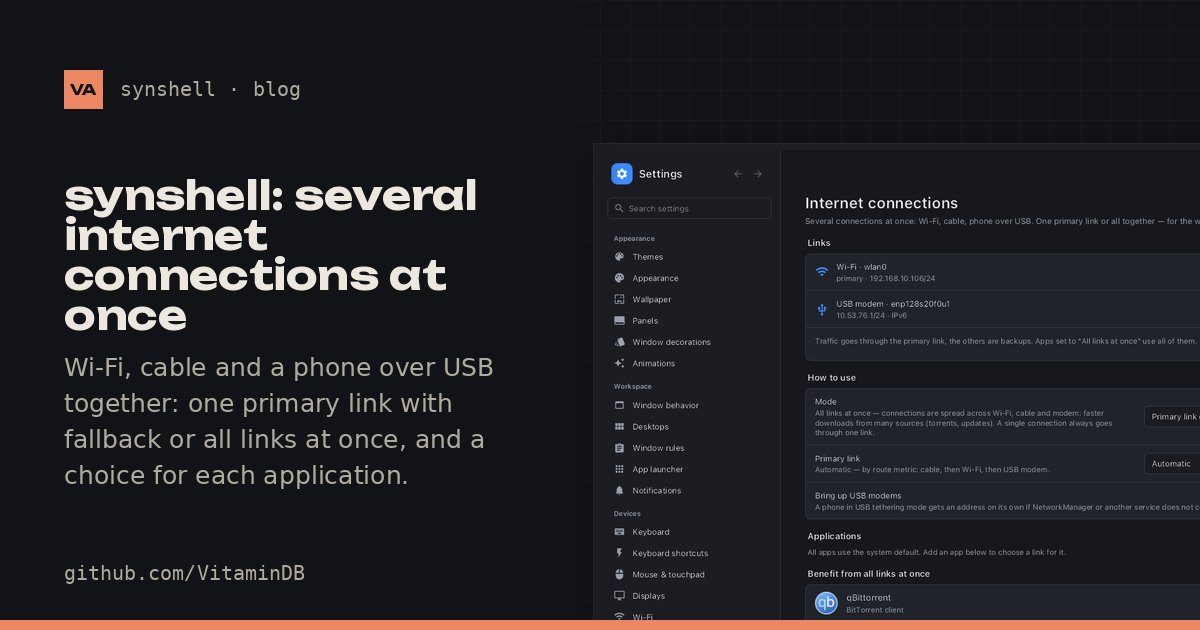 VA
synshell · blog
synshell: several
internet
connections at
once
Wi-Fi, cable and a phone over USB
together: one primary link with
fallback or all links at once, and a
choice for each application.
github.com/VitaminDB
Settings
Search settings
Appearance
Themes
Appearance
Wallpaper
Panels
Window decorations
Animations
Workspace
Window behavior
Desktops
Window rules
App launcher
Notifications
Devices
Keyboard
Keyboard shortcuts
Mouse & touchpad
Displays
Wi-Fi
Internet connections
Several connections at once: Wi-Fi, cable, phone over USB. One primary link or all together — for the w
Links
Wi-Fi · wlan0
primary · 192.168.10.106/24
USB modem · enp128s20f0u1
10.53.76.1/24 · IPv6
Traffic goes through the primary link, the others are backups. Apps set to “All links at once” use all of them.
How to use
Mode
All links at once — connections are spread across Wi-Fi, cable and modem: faster
downloads from many sources (torrents, updates). A single connection always goes
through one link.
Primary link
Primary link
Automatic — by route metric: cable, then Wi-Fi, then USB modem.
Automatic
Bring up USB modems
A phone in USB tethering mode gets an address on its own if NetworkManager or another service does not c
Applications
All apps use the system default. Add an app below to choose a link for it.
Benefit from all links at once
qb
qBittorrent
BitTorrent client